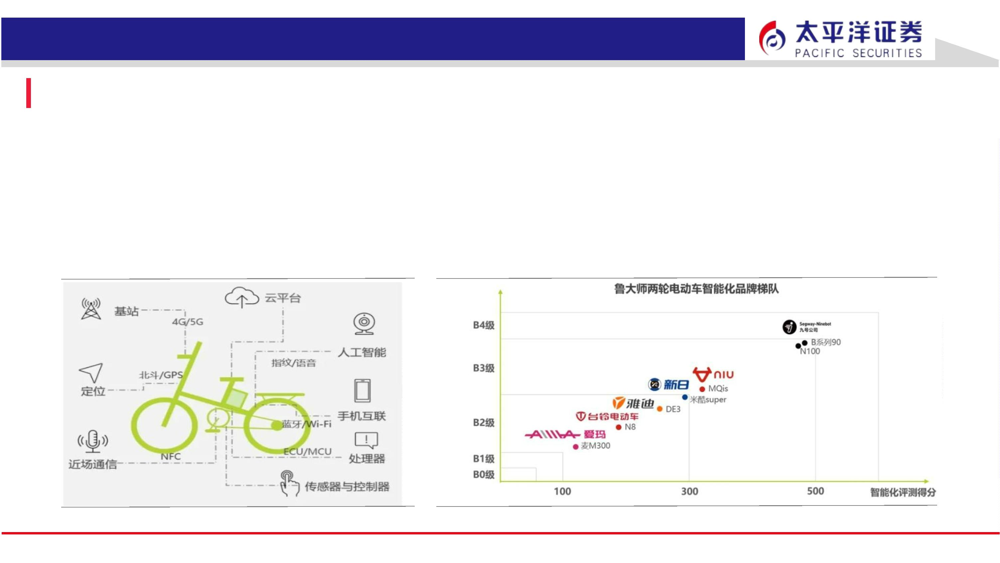 太平洋证券
PACIFIC SECURITIES
云平台
基站
4G/5G
人工智能
指纹/语音
北斗/GPS
定位
手机互联
蓝牙/Wi-Fi
ECU/MCU
NFC
处理器
近场通信
传感器与控制器
鲁大师两轮电动车智能化品牌梯队
B4级
Segway-Ninebot
九号公司
B系列90
N100
B3级
新日
NIU
MQis
米酷super
雅迪
DE3
台铃电动车
B2级
N8
AIMA 爱玛
麦M300
B1级
B0级
100
300
500
智能化评测得分